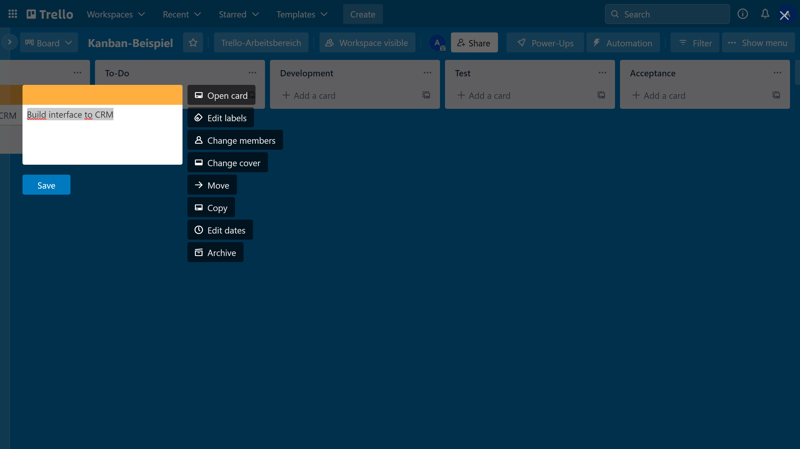 Trello
Workspaces
Recent
Starred
Templates
Create
Search
Board
Kanban-Beispiel
Trello-Arbeitsbereich
Workspace visible
A
Share
Power-Ups
Automation
Filter
Show menu
To-Do
Development
Test
Acceptance
Add a card
Add a card
Add a card
CRM
Build interface to CRM
Save
Open card
Edit labels
Change members
Change cover
Move
Copy
Edit dates
Archive